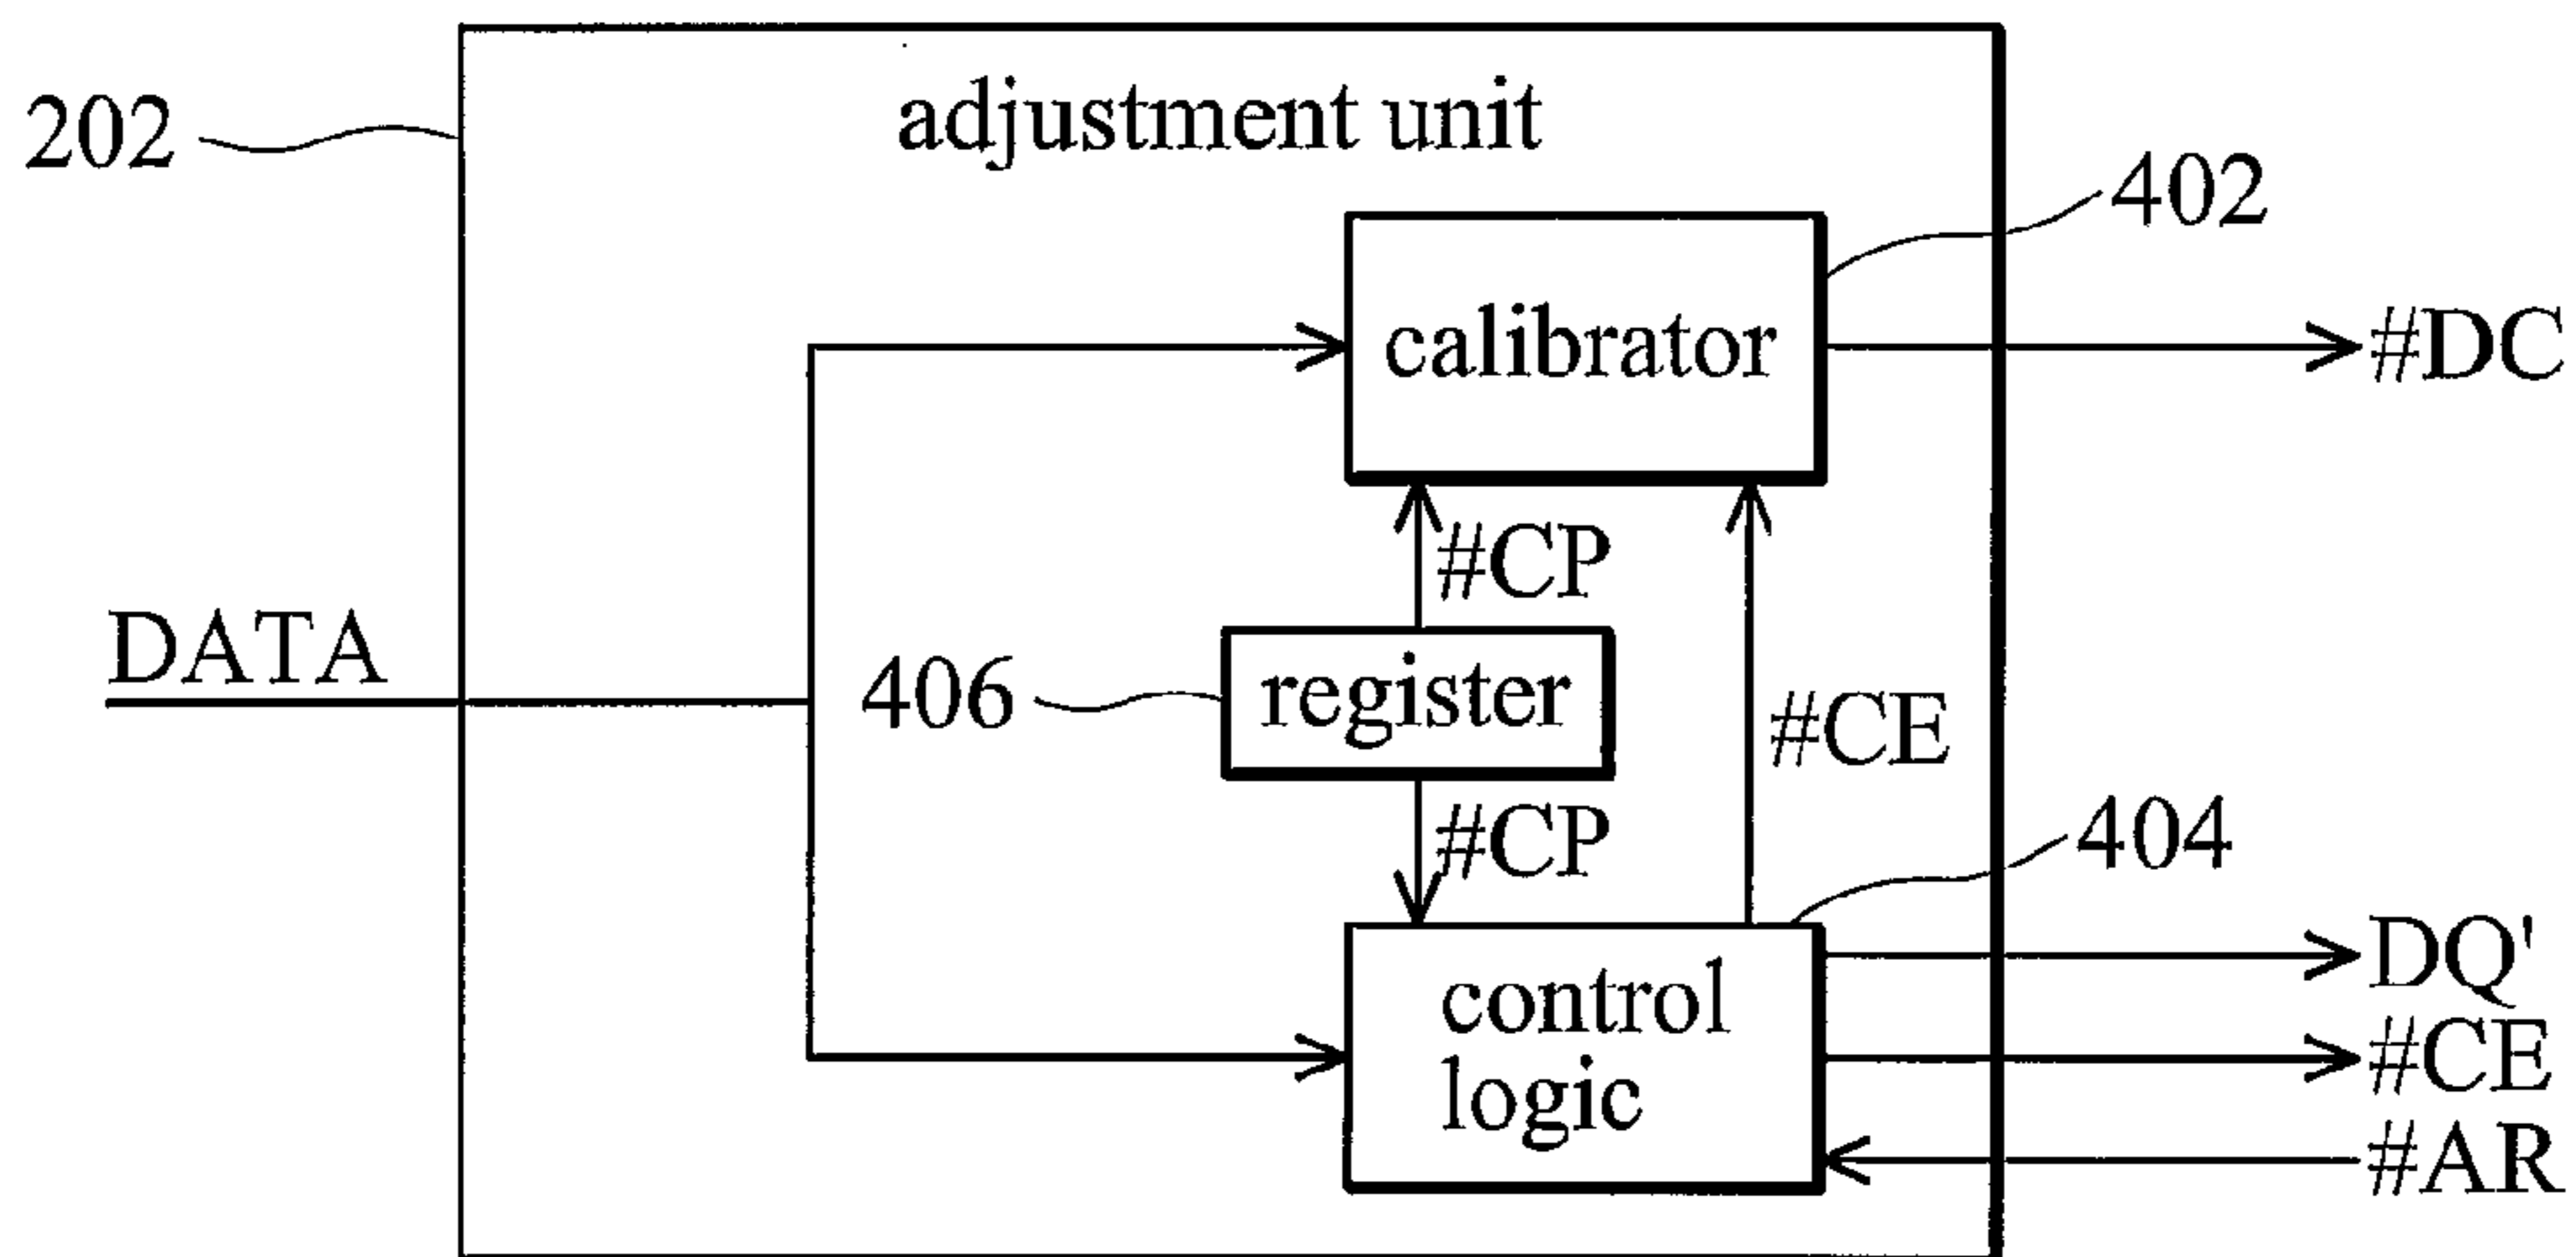 adjustment unit
202
402
calibrator
#DC
#CP
DATA
406
register
#CE
#CP
404
control
logic
DQ'
#CE
#AR